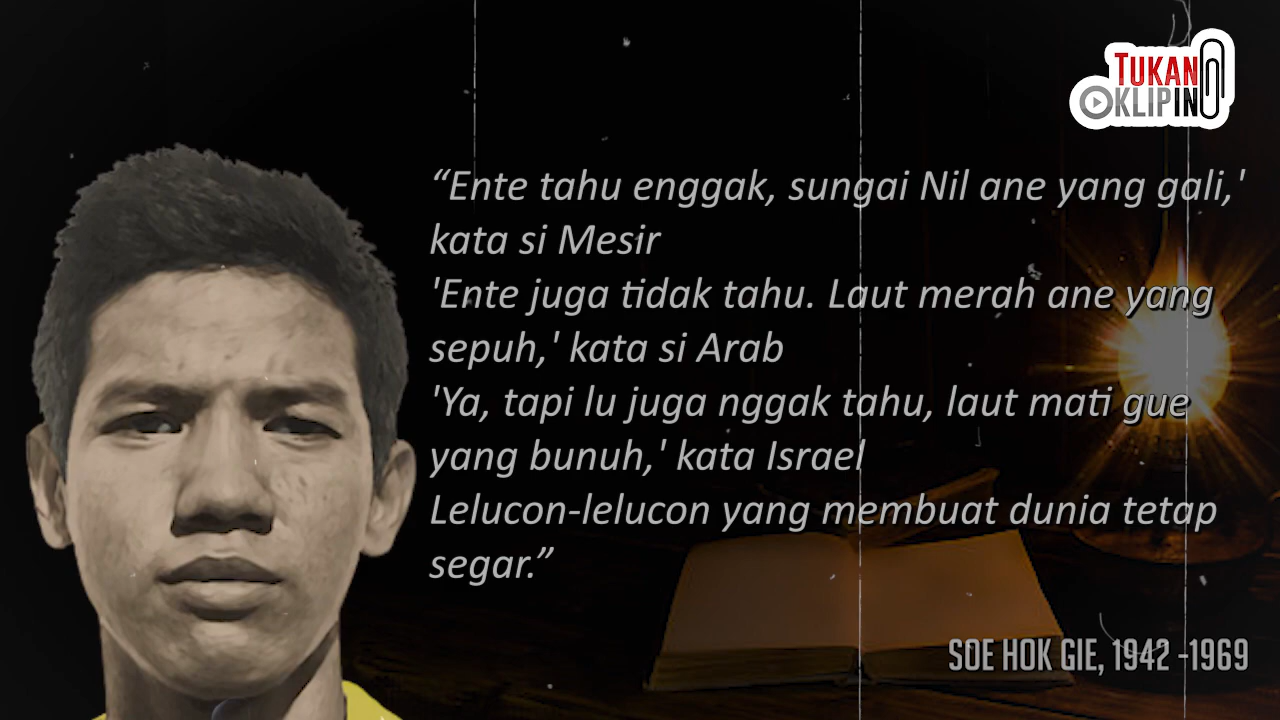 TUKAN
KLIPIN
“Ente tahu enggak, sungai Nil ane yang gali,'
kata si Mesir
'Ente juga tidak tahu. Laut merah ane yang
sepuh,' kata si Arab
'Ya, tapi lu juga nggak tahu, laut mati gue
yang bunuh,' kata Israel
Lelucon-lelucon yang membuat dunia tetap
segar.”
SOE HOK GIE, 1942 -1969